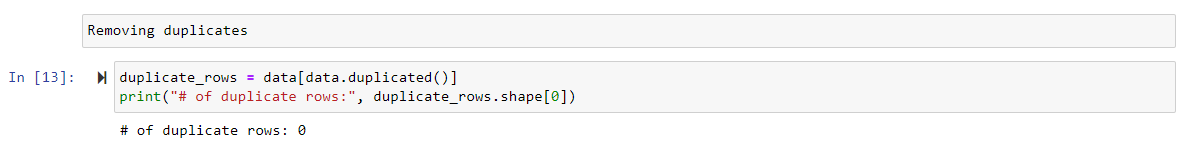 Removing duplicates
In [13]:
duplicate_rows = data[data.duplicated()]
print("# of duplicate rows:", duplicate_rows.shape[0])
# of duplicate rows: 0